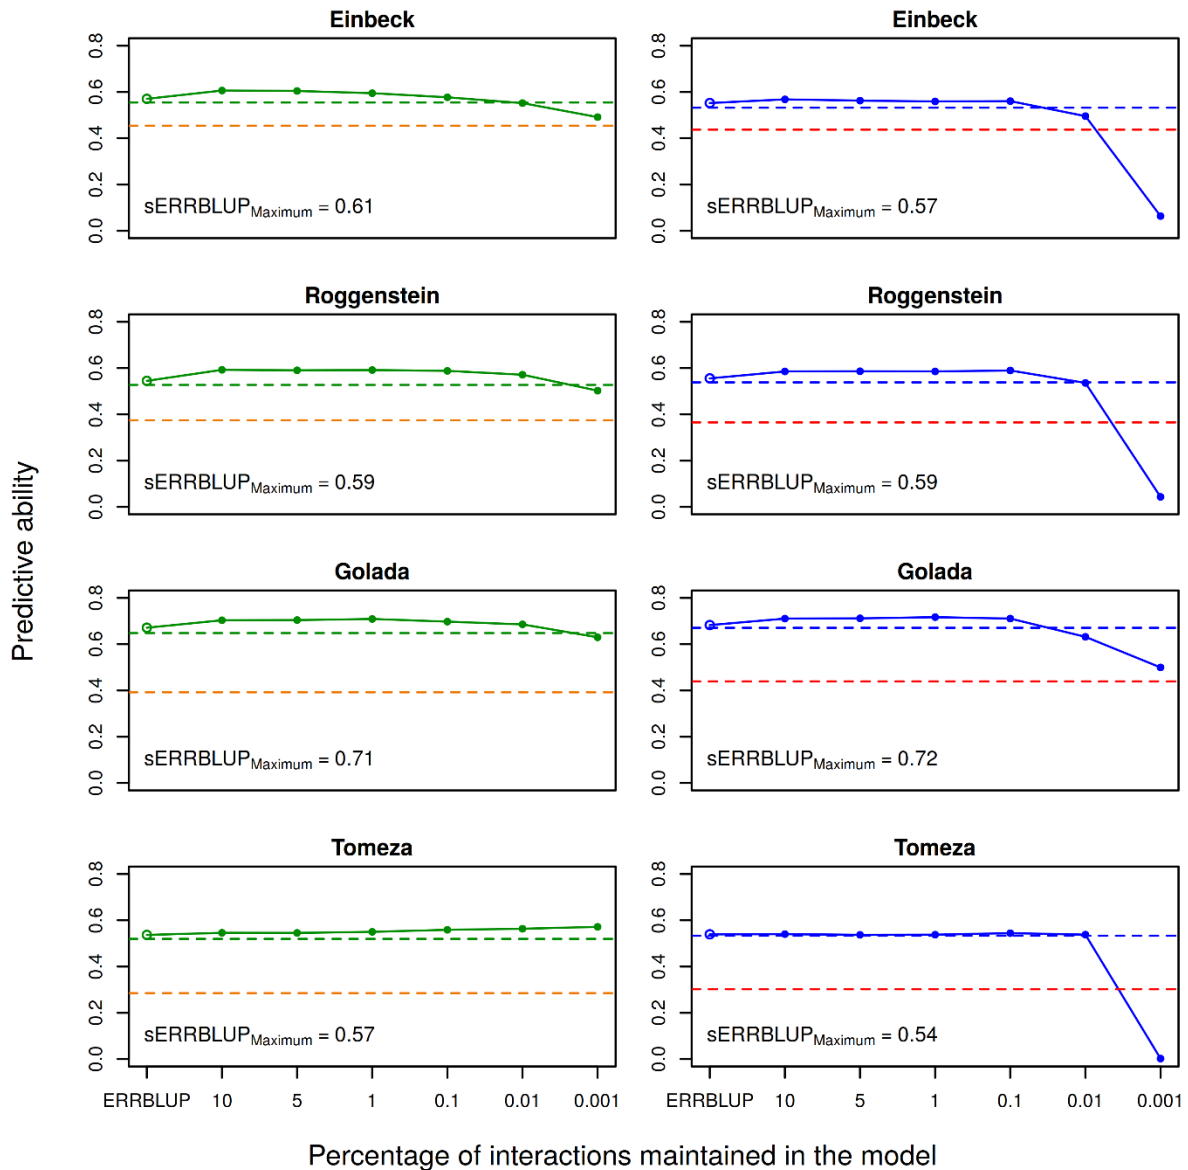 Einbeck
0.0 0.2 0.4 0.6 0.8
sERRBLUPMaximum = 0.61
Einbeck
0.0 0.2 0.4 0.6 0.8
sERRBLUPMaximum = 0.57
Roggenstein
0.0 0.2 0.4 0.6 0.8
sERRBLUPMaximum = 0.59
Roggenstein
0.0 0.2 0.4 0.6 0.8
sERRBLUPMaximum = 0.59
Predictive ability
Golada
0.0 0.2 0.4 0.6 0.8
sERRBLUPMaximum = 0.71
Golada
0.0 0.2 0.4 0.6 0.8
sERRBLUPMaximum = 0.72
Tomeza
0.0 0.2 0.4 0.6 0.8
sERRBLUPMaximum = 0.57
ERRBLUP 10 5 1 0.1 0.01 0.001
Tomeza
0.0 0.2 0.4 0.6 0.8
sERRBLUPMaximum = 0.54
ERRBLUP 10 5 1 0.1 0.01 0.001
Percentage of interactions maintained in the model